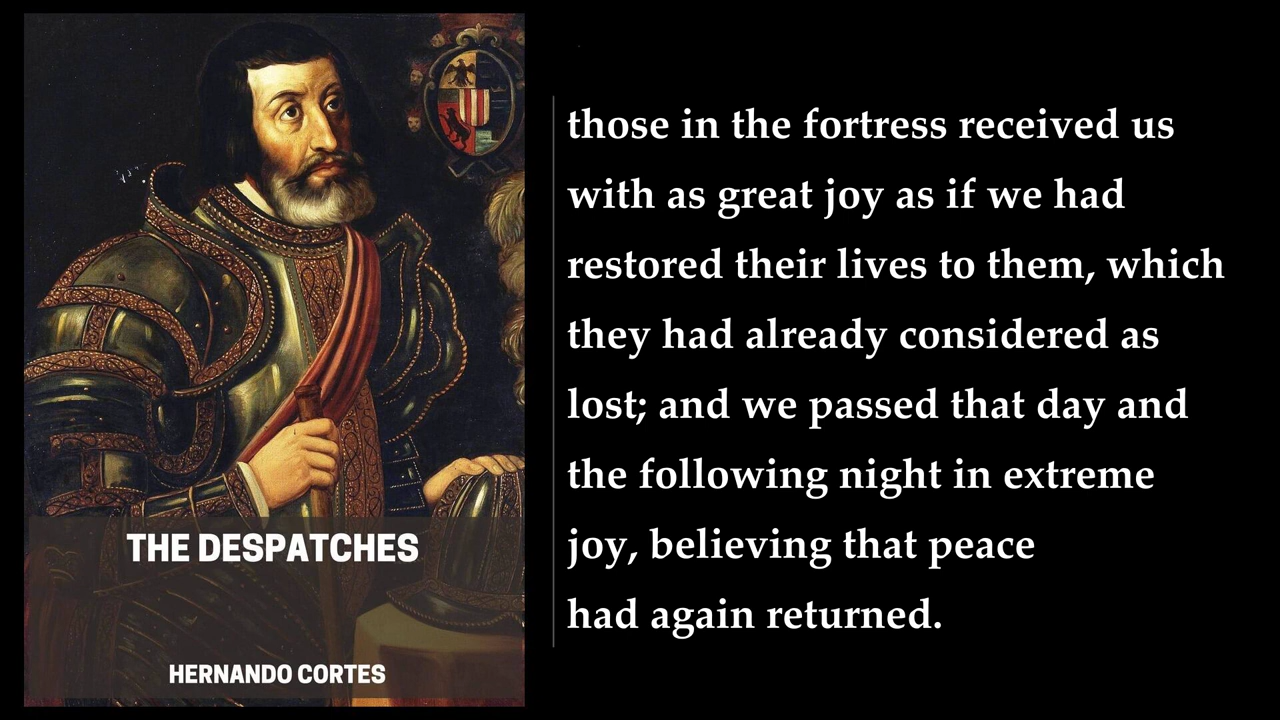 THE DESPATCHES
HERNANDO CORTES
those in the fortress received us
with as great joy as if we had
restored their lives to them, which
they had already considered as
lost; and we passed that day and
the following night in extreme
joy, believing that peace
had again returned.